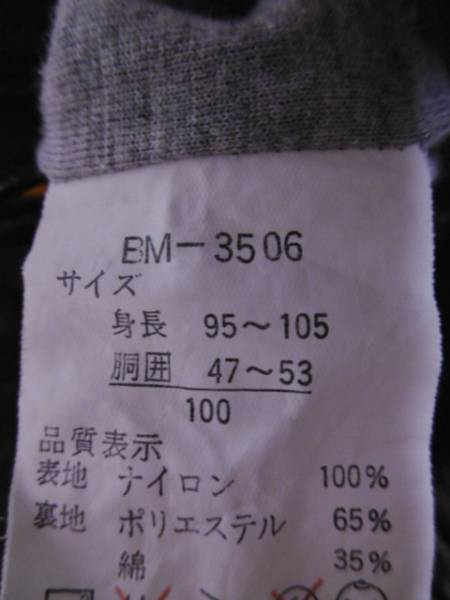 BM-3506
サイズ
身長 95～105
胴囲 47～53
100
品質表示
表地 ナイロン 100%
裏地 ポリエステル 65%
綿 35%